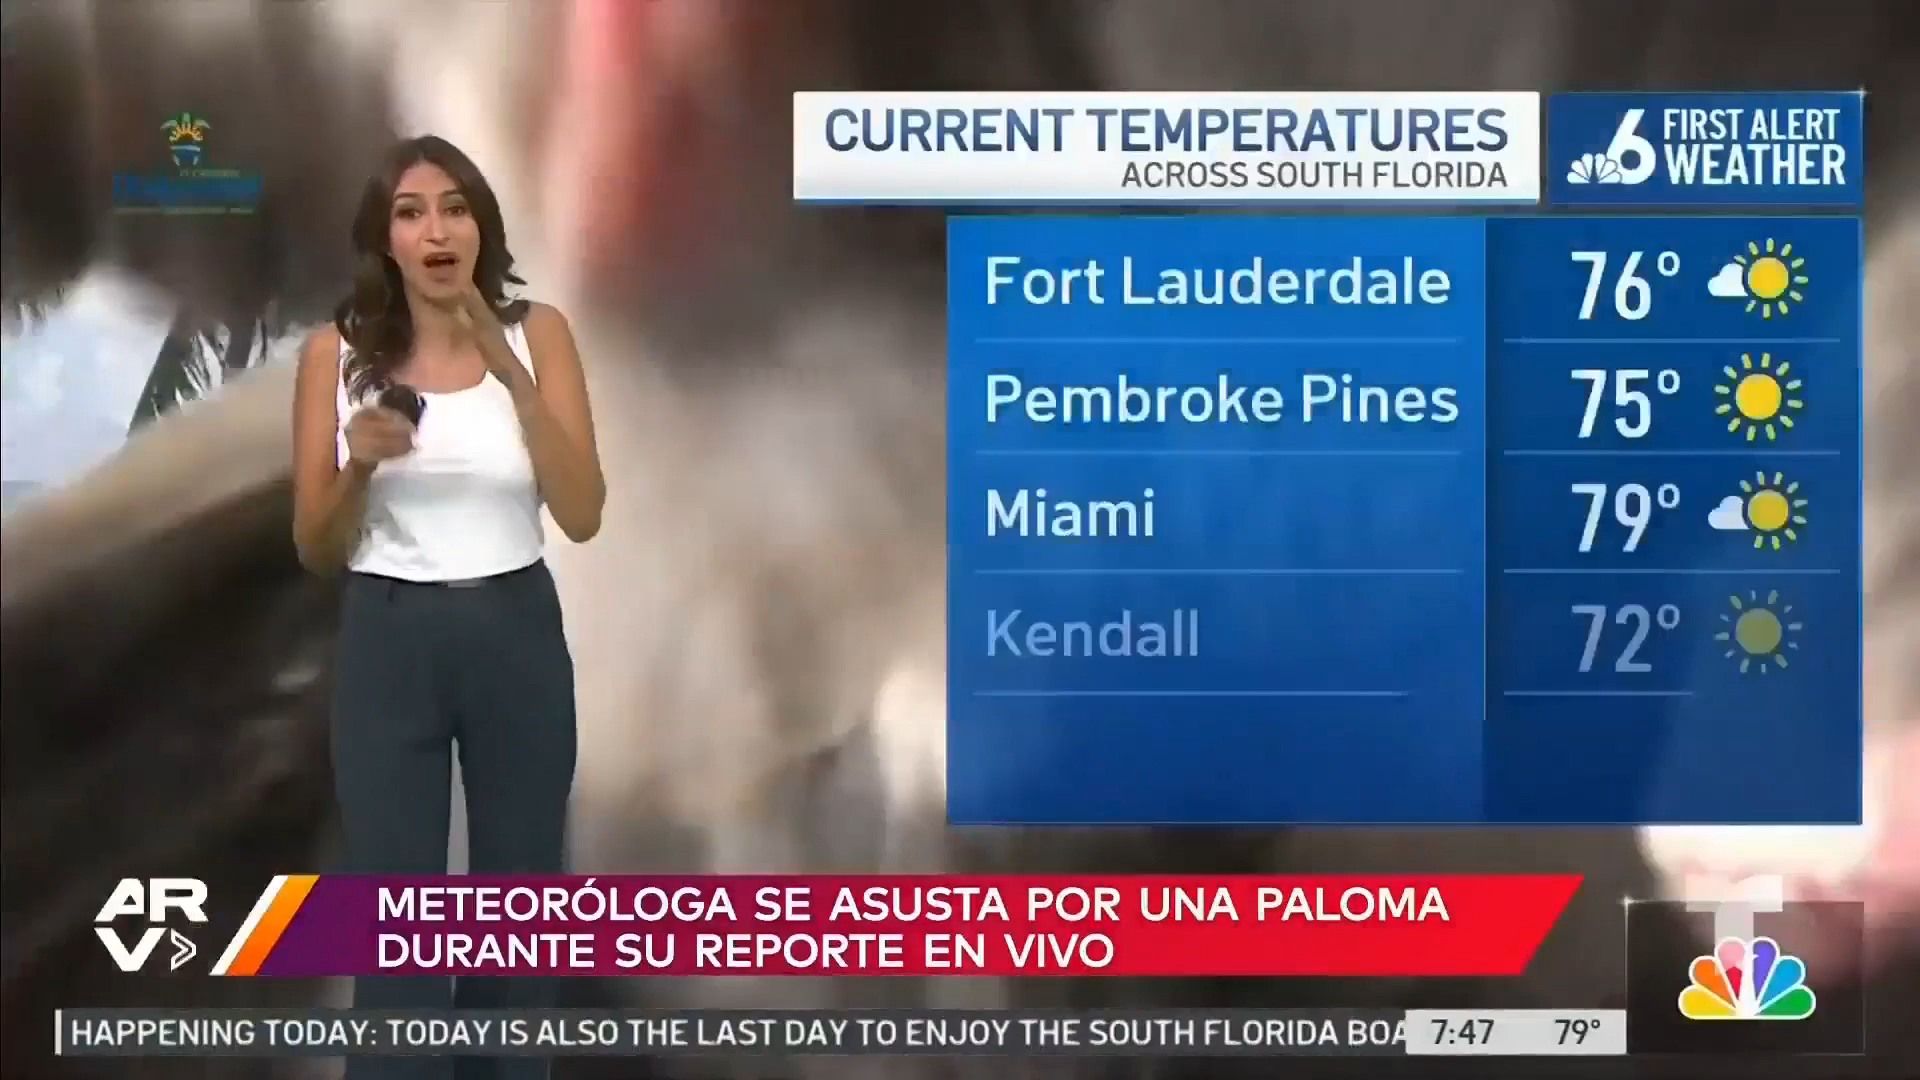 CURRENT TEMPERATURES
ACROSS SOUTH FLORIDA
6 FIRST ALERT
WEATHER
Fort Lauderdale 76°
Pembroke Pines 75°
Miami 79°
Kendall 72°
ARV
METEORÓLOGA SE ASUSTA POR UNA PALOMA
DURANTE SU REPORTE EN VIVO
HAPPENING TODAY: TODAY IS ALSO THE LAST DAY TO ENJOY THE SOUTH FLORIDA BOA
7:47 79°